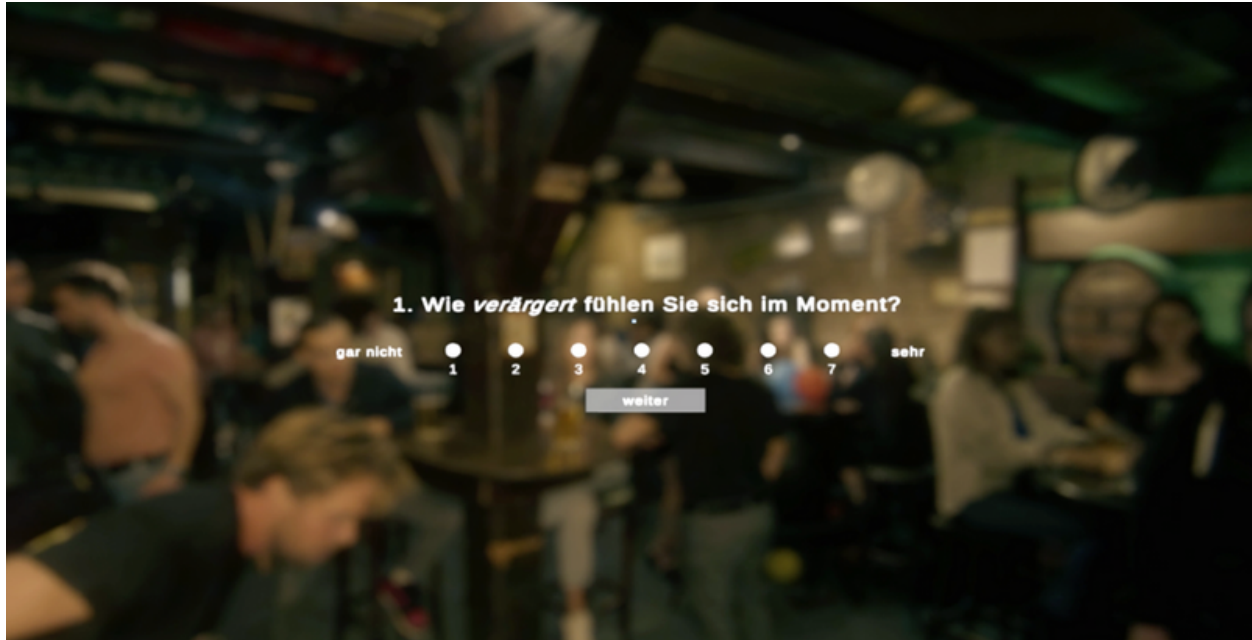 1. Wie verärgert fühlen Sie sich im Moment?
gar nicht
sehr
1 2 3 4 5 6 7
weiter